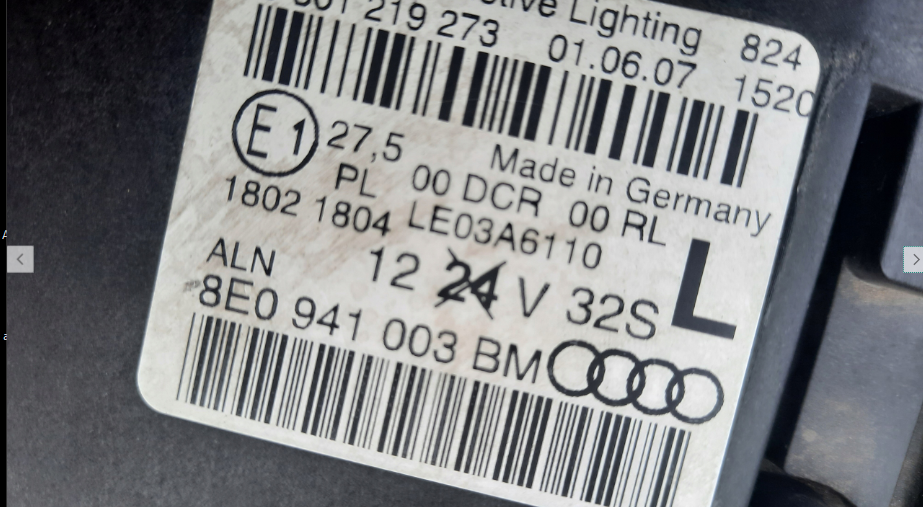 Lighting 824
301 219 273 01.06.07 1520
E1 27,5 Made in Germany
PL 00 DCR 00 RL
1802 1804 LE03A6110
L
ALN 12 24 V 32S
8E0 941 003 BM